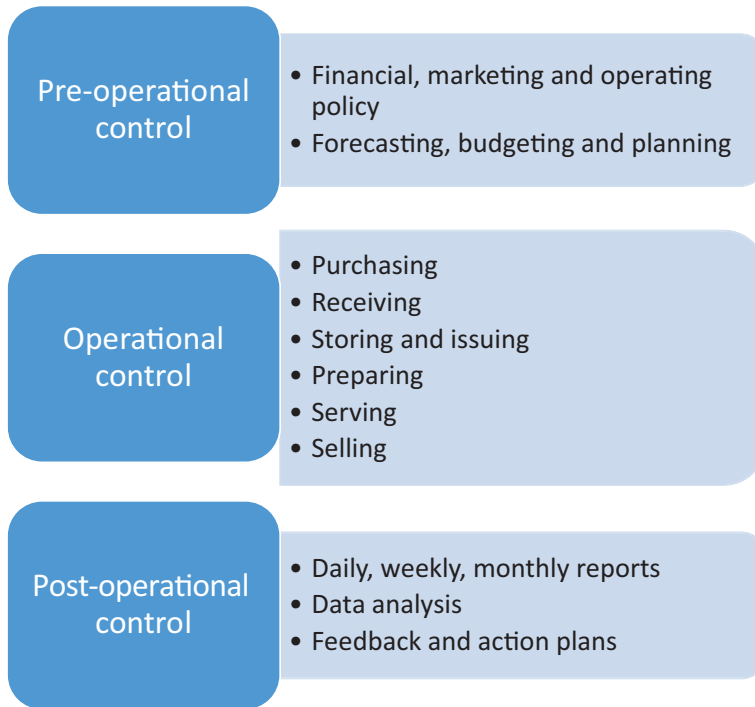 Pre-operational
control
• Financial, marketing and operating
policy
• Forecasting, budgeting and planning
Operational
control
• Purchasing
• Receiving
• Storing and issuing
• Preparing
• Serving
• Selling
Post-operational
control
• Daily, weekly, monthly reports
• Data analysis
• Feedback and action plans